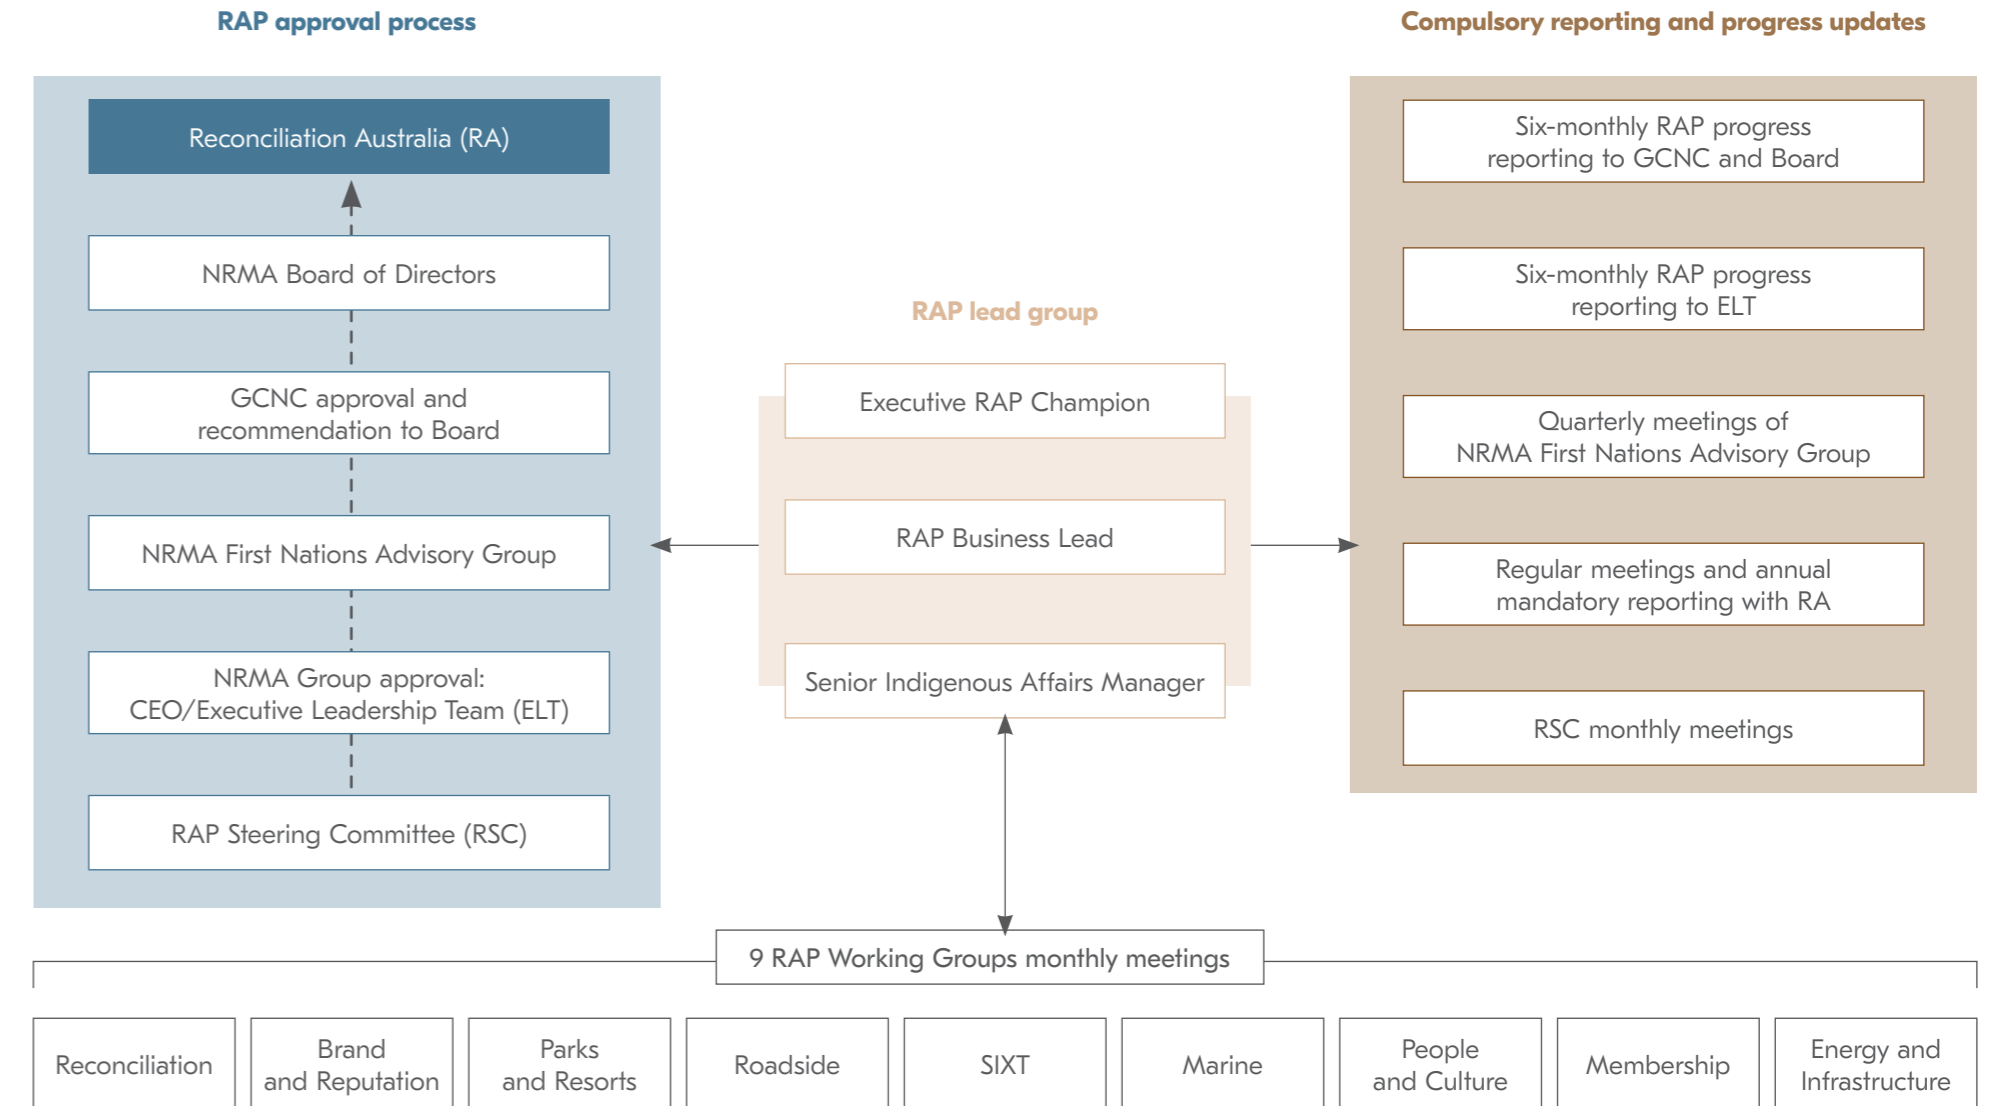 RAP approval process
Reconciliation Australia (RA)
NRMA Board of Directors
GCNC approval and
recommendation to Board
NRMA First Nations Advisory Group
NRMA Group approval:
CEO/Executive Leadership Team (ELT)
RAP Steering Committee (RSC)
RAP lead group
Executive RAP Champion
RAP Business Lead
Senior Indigenous Affairs Manager
Compulsory reporting and progress updates
Six-monthly RAP progress
reporting to GCNC and Board
Six-monthly RAP progress
reporting to ELT
Quarterly meetings of
NRMA First Nations Advisory Group
Regular meetings and annual
mandatory reporting with RA
RSC monthly meetings
9 RAP Working Groups monthly meetings
Reconciliation
Brand
and Reputation
Parks
and Resorts
Roadside
SIXT
Marine
People
and Culture
Membership
Energy and
Infrastructure